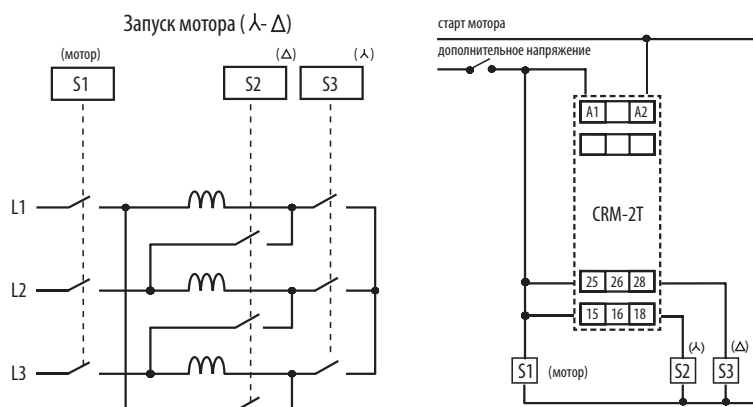 Запуск мотора (⅄- Δ)
(мотор)
(Δ)
(⅄)
S1
S2
S3
L1
L2
L3
старт мотора
дополнительное напряжение
A1
A2
CRM-2T
25 26 28
15 16 18
S1 (мотор)
S2 (⅄)
S3 (Δ)